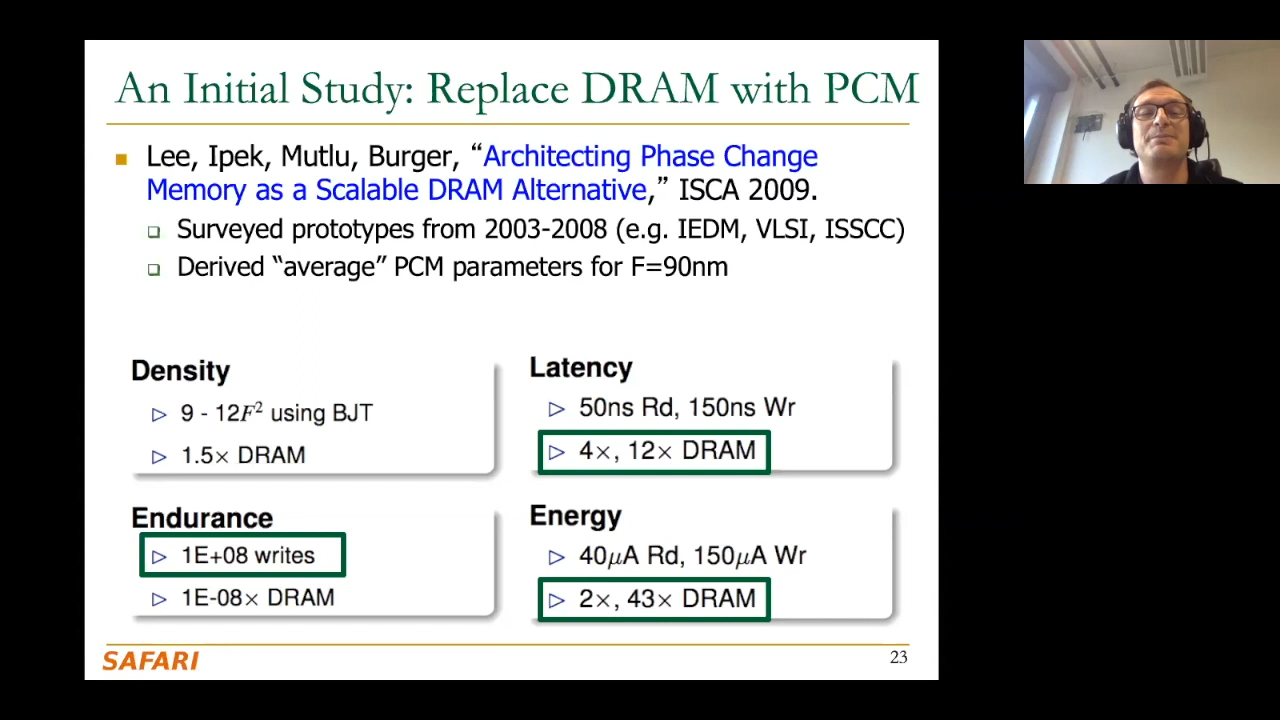 An Initial Study: Replace DRAM with PCM
■ Lee, Ipek, Mutlu, Burger, “Architecting Phase Change
Memory as a Scalable DRAM Alternative,” ISCA 2009.
❑ Surveyed prototypes from 2003-2008 (e.g. IEDM, VLSI, ISSCC)
❑ Derived “average” PCM parameters for F=90nm
Density
▷ 9 - 12F² using BJT
▷ 1.5× DRAM
Latency
▷ 50ns Rd, 150ns Wr
▷ 4×, 12× DRAM
Endurance
▷ 1E+08 writes
▷ 1E-08× DRAM
Energy
▷ 40μA Rd, 150μA Wr
▷ 2×, 43× DRAM
SAFARI
23